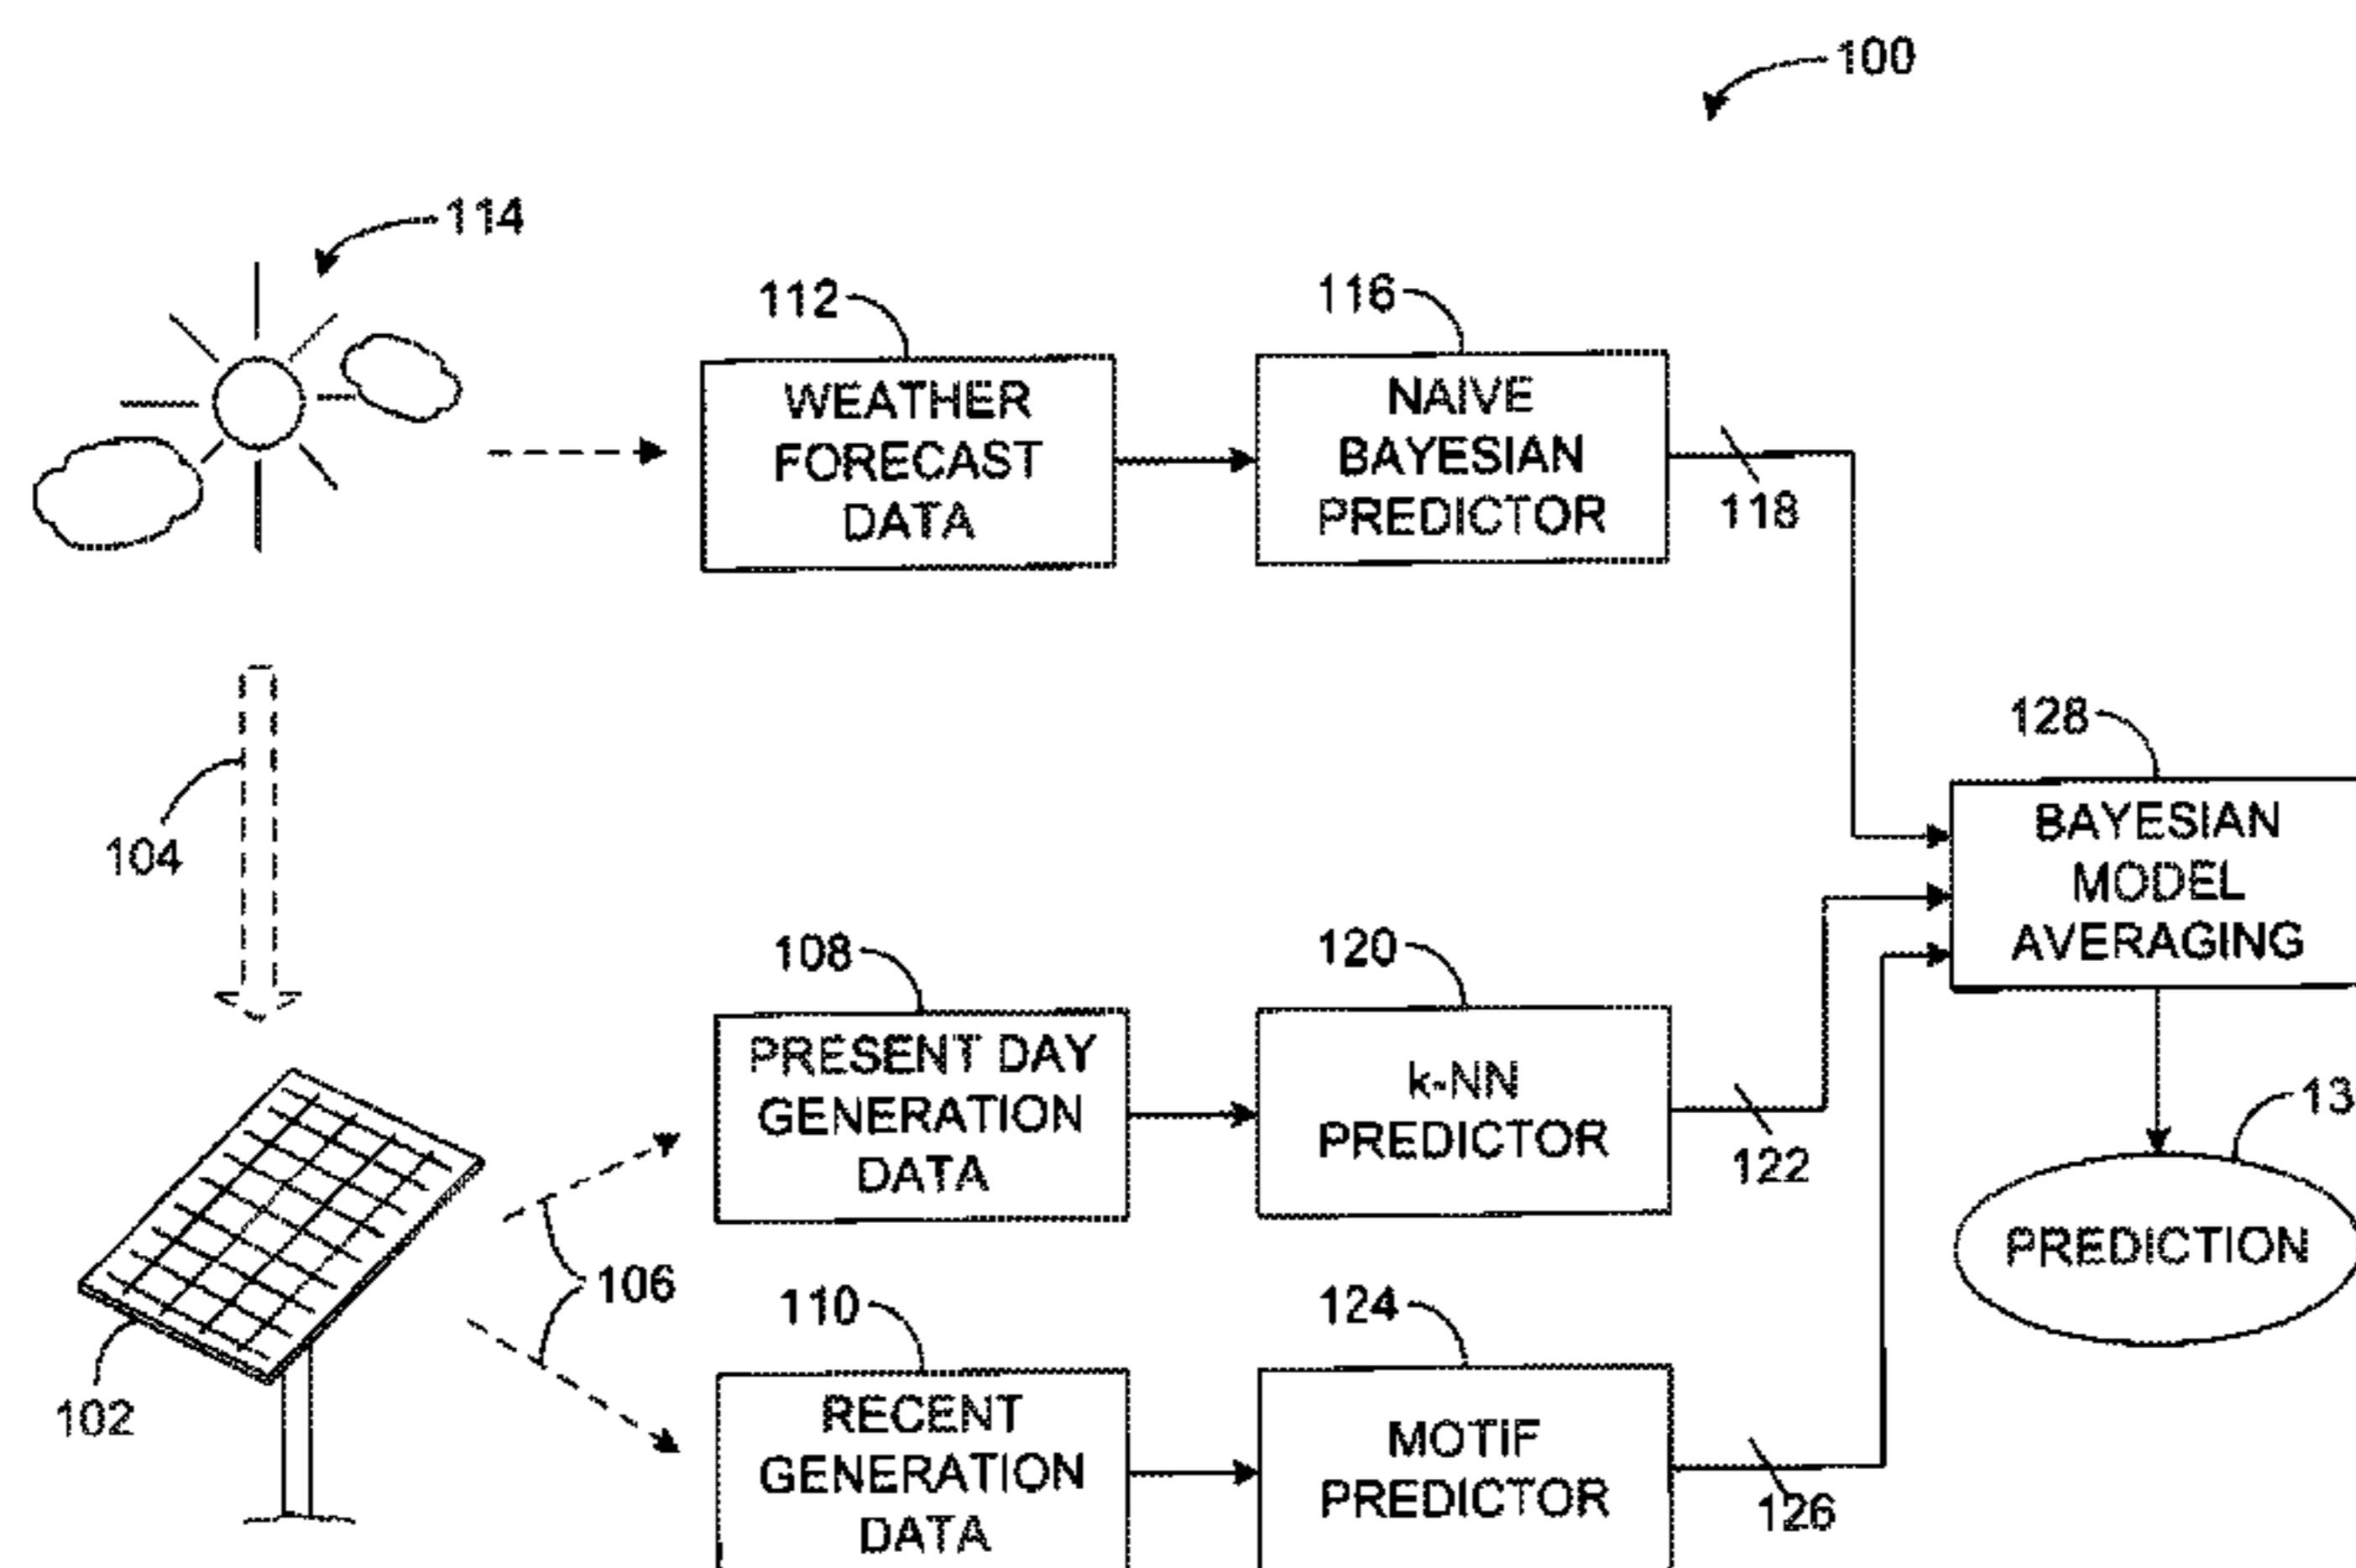 100
114
112
116
WEATHER
FORECAST
DATA
NAIVE
BAYESIAN
PREDICTOR
118
104
128
BAYESIAN
MODEL
AVERAGING
108
120
PRESENT DAY
GENERATION
DATA
k-NN
PREDICTOR
122
13
PREDICTION
106
110
124
102
RECENT
GENERATION
DATA
MOTIF
PREDICTOR
126